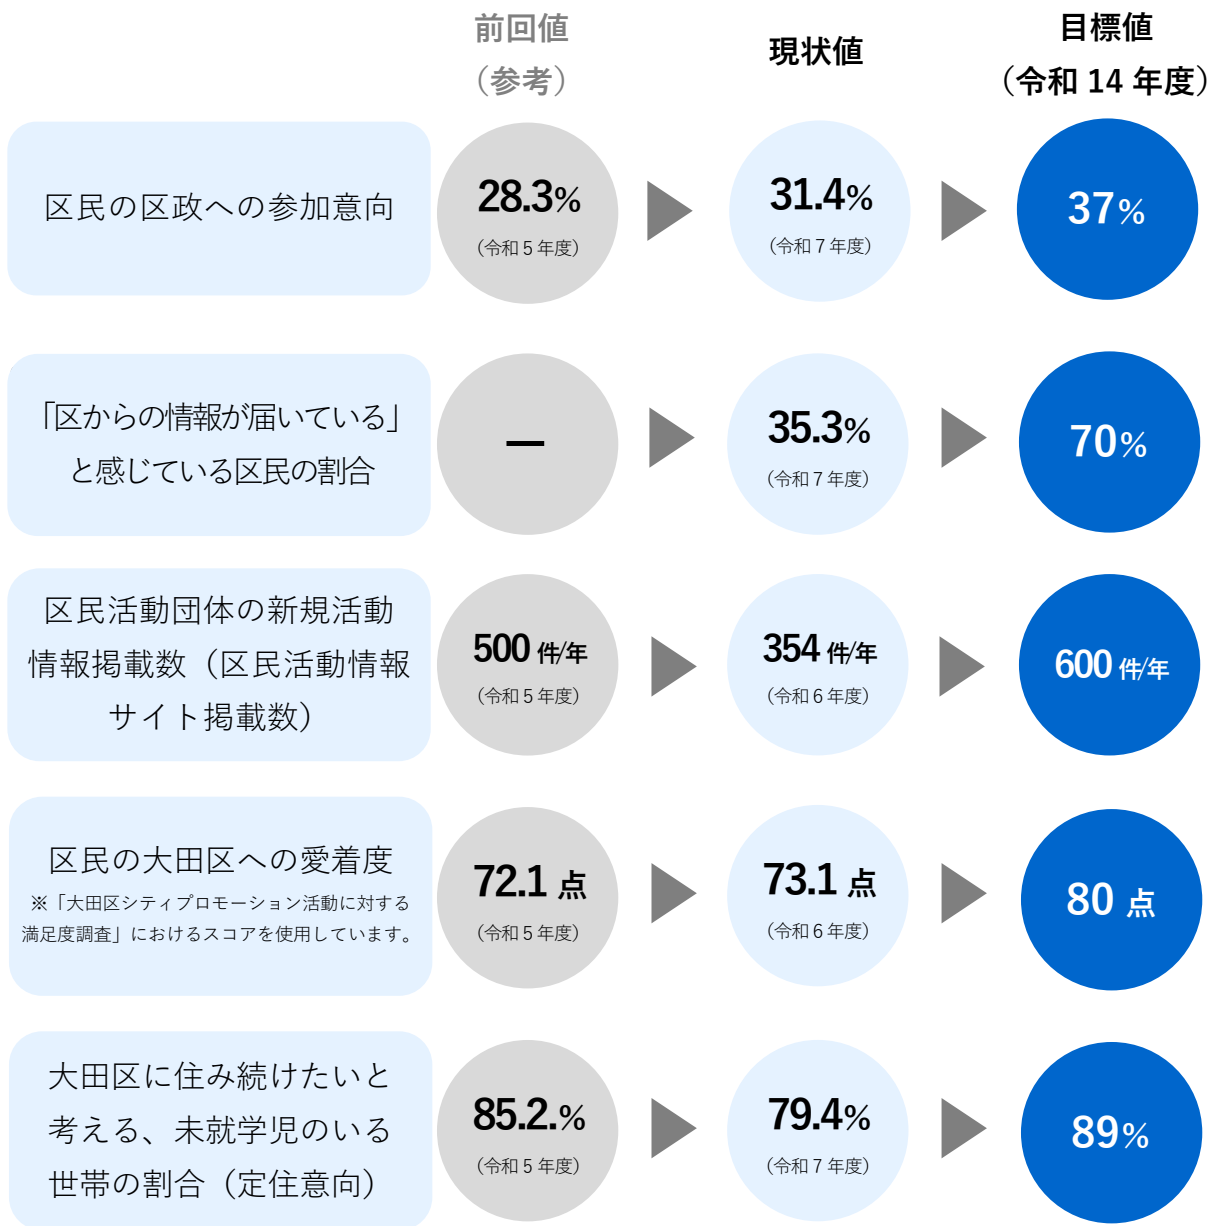 前回値
（参考）
現状値
目標値
（令和 14 年度）
区民の区政への参加意向
28.3%
（令和 5 年度）
31.4%
（令和 7 年度）
37%
「区からの情報が届いている」
と感じている区民の割合
—
35.3%
（令和 7 年度）
70%
区民活動団体の新規活動
情報掲載数（区民活動情報
サイト掲載数）
500 件/年
（令和 5 年度）
354 件/年
（令和 6 年度）
600 件/年
区民の大田区への愛着度
※「大田区シティプロモーション活動に対する
満足度調査」におけるスコアを使用しています。
72.1 点
（令和 5 年度）
73.1 点
（令和 6 年度）
80 点
大田区に住み続けたいと
考える、未就学児のいる
世帯の割合（定住意向）
85.2.%
（令和 5 年度）
79.4%
（令和 7 年度）
89%